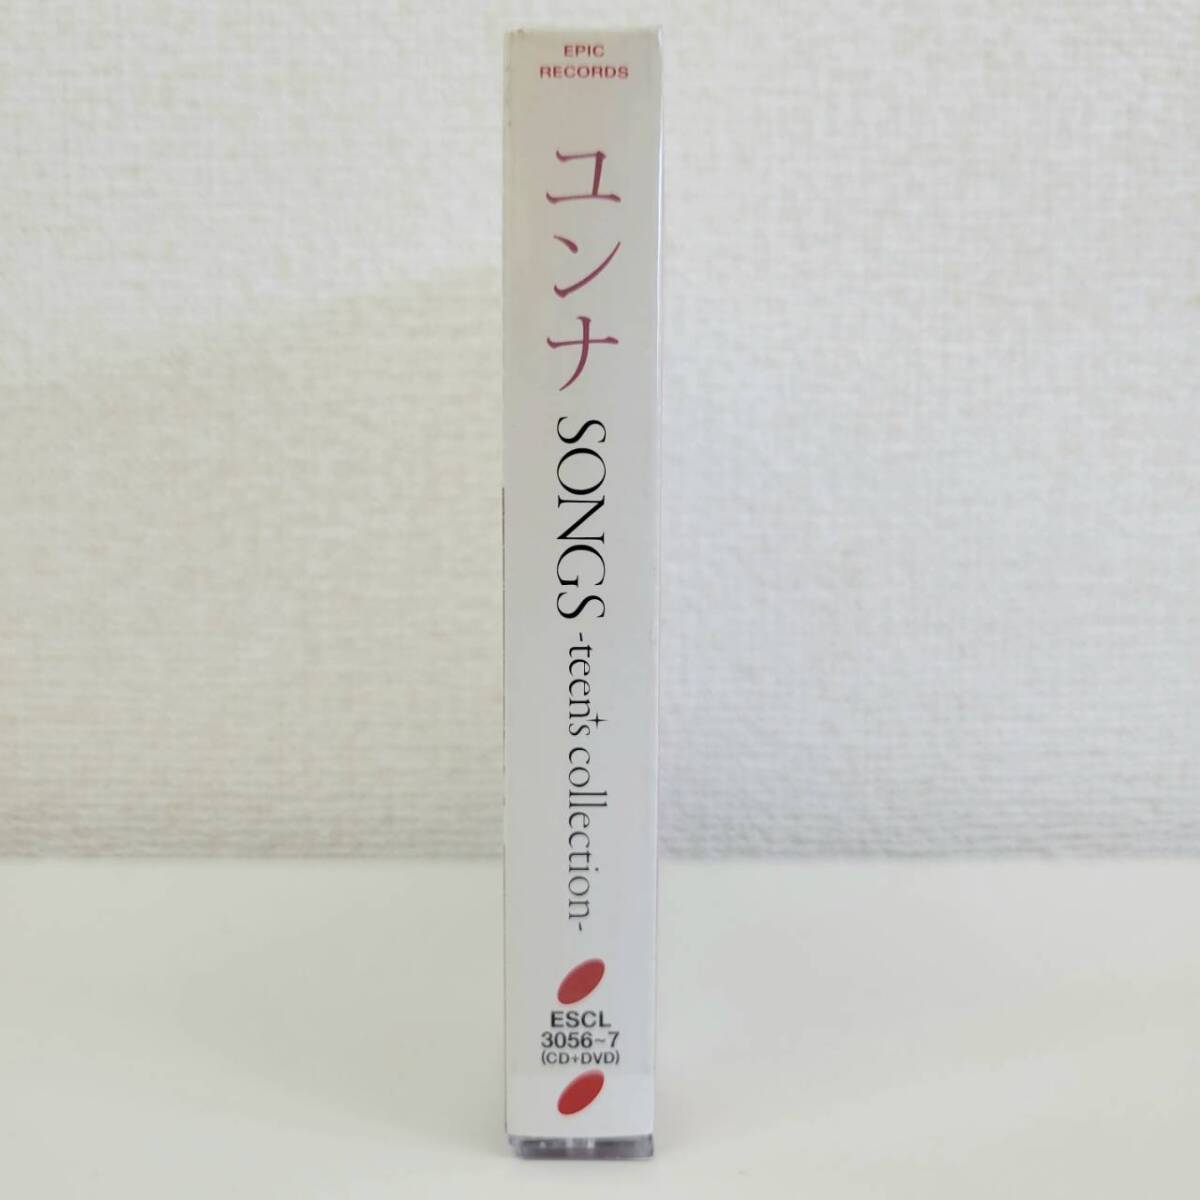 EPIC
RECORDS
ユンナ
SONGS -teen's collection-
ESCL
3056~7
(CD+DVD)